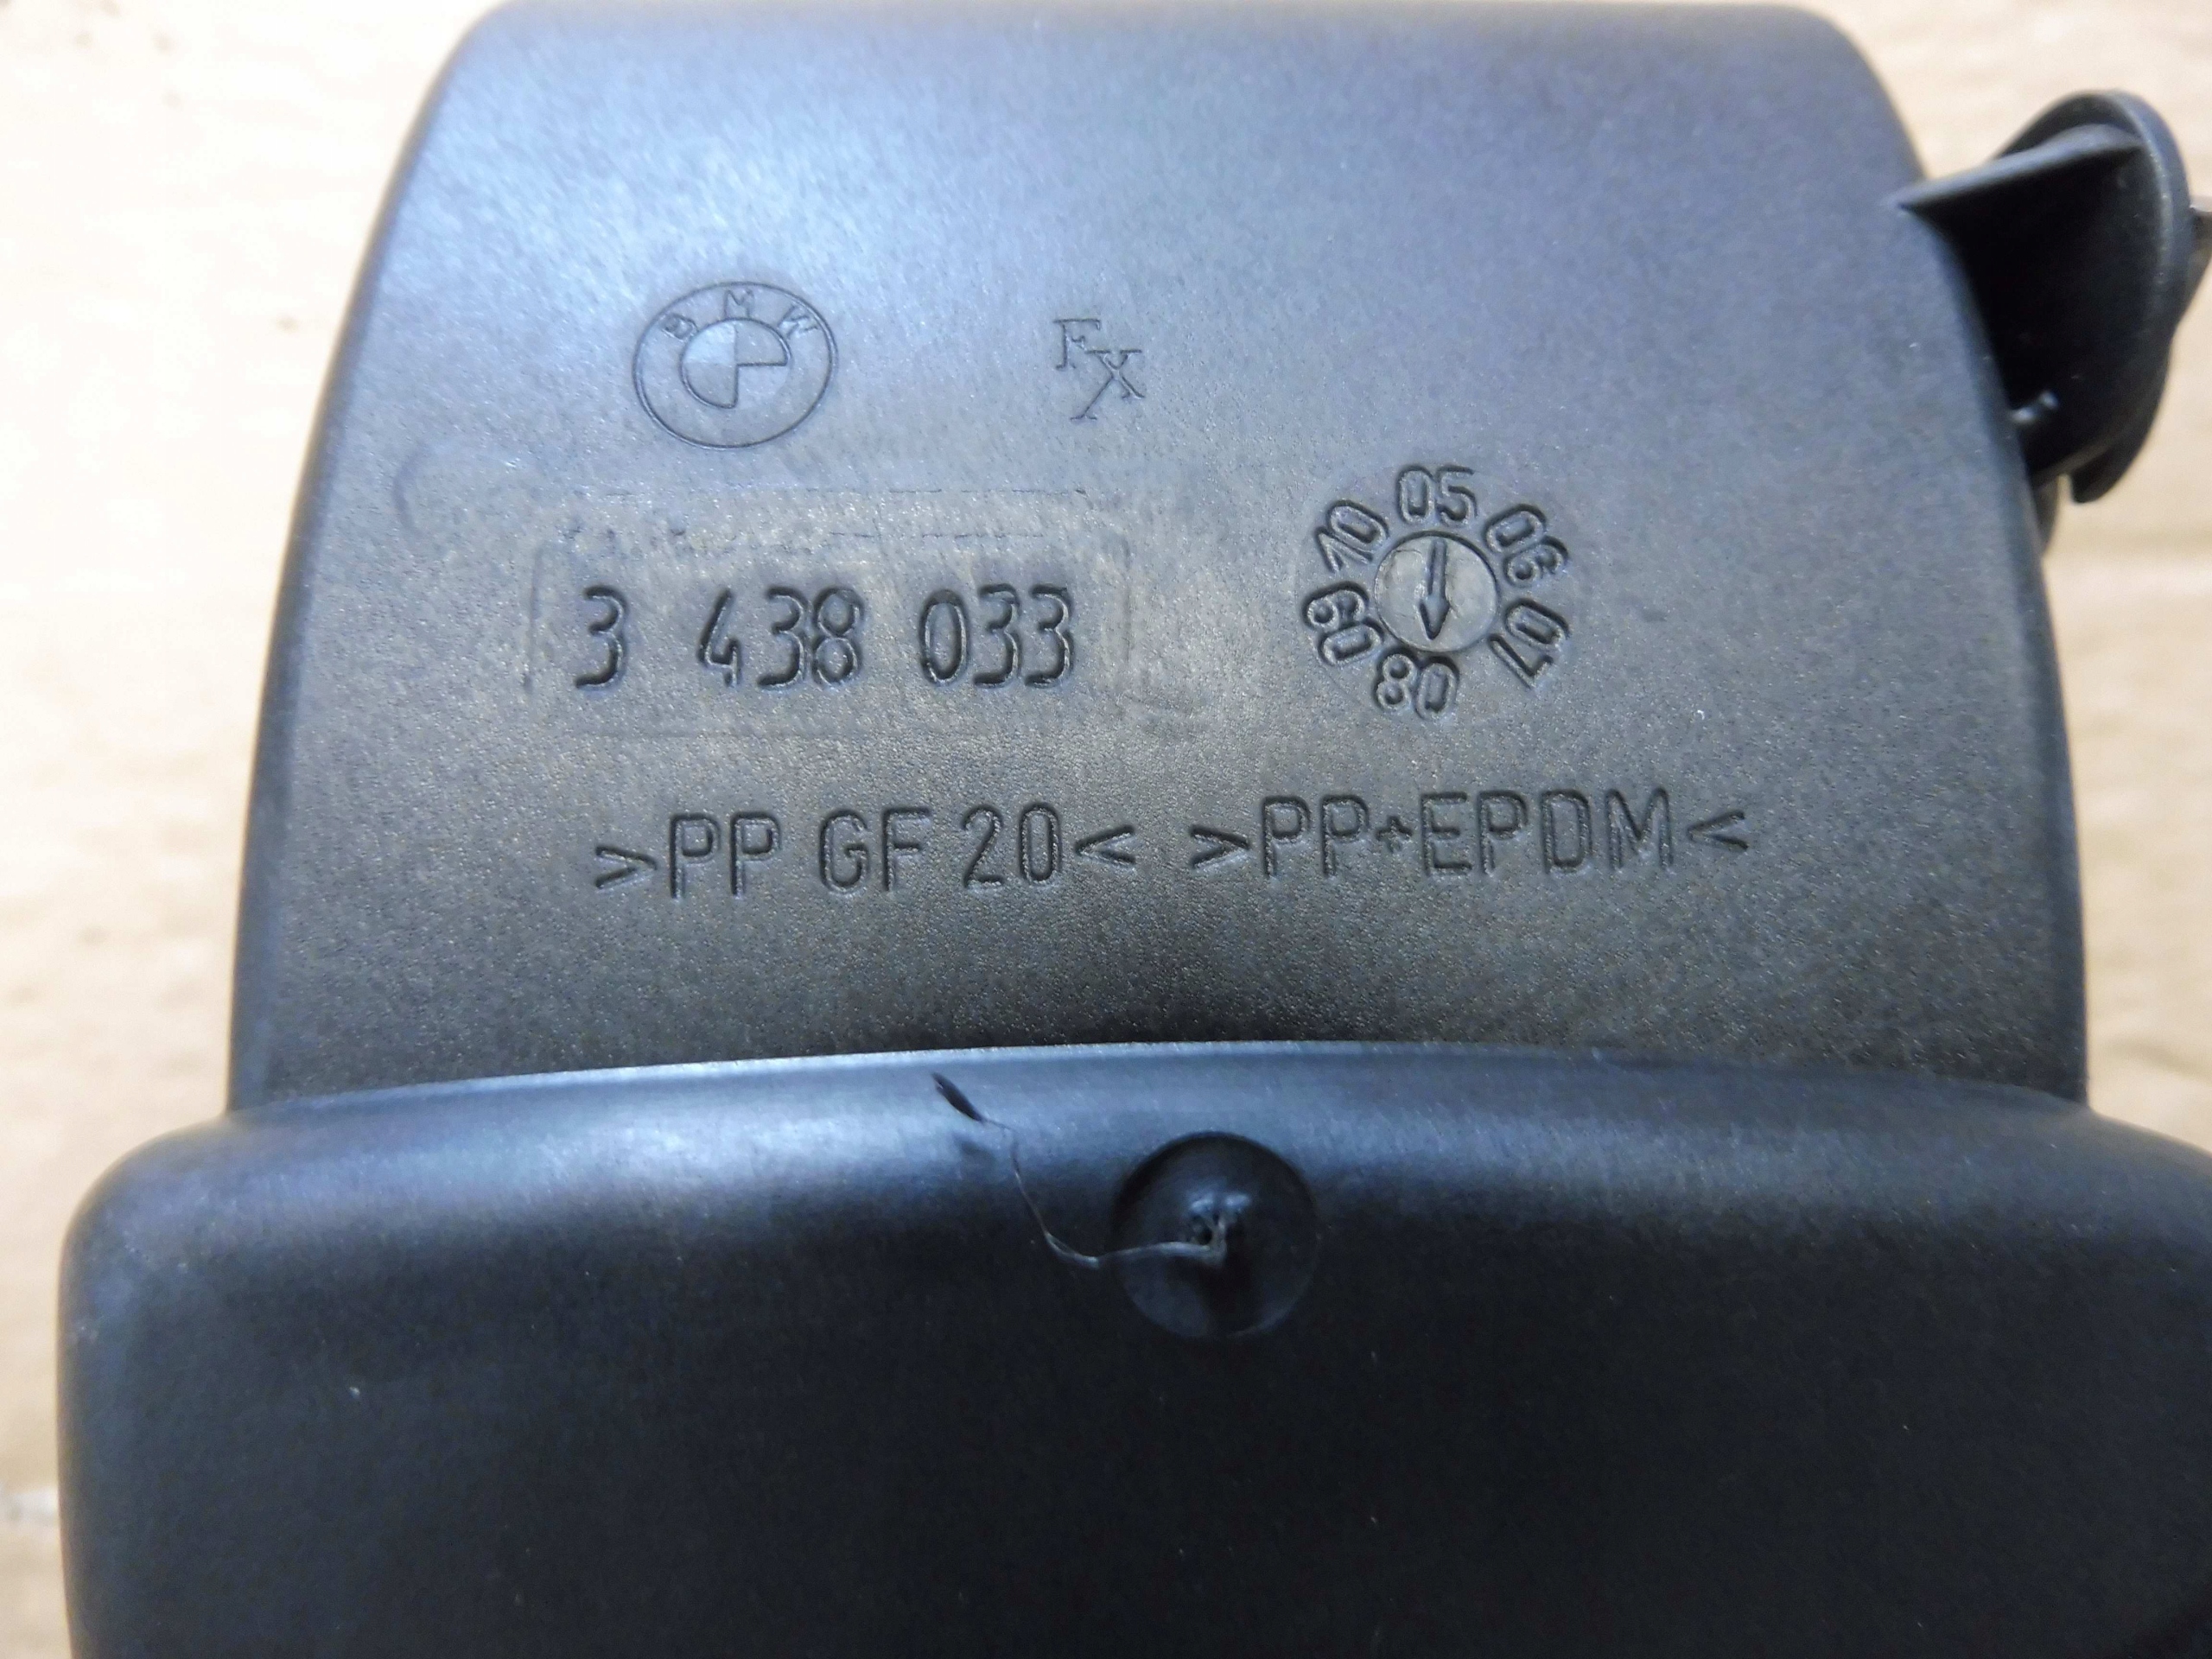 BMW
FX
3 438 033
05 06 07 08 09 10
>PP GF 20< >PP+EPDM<